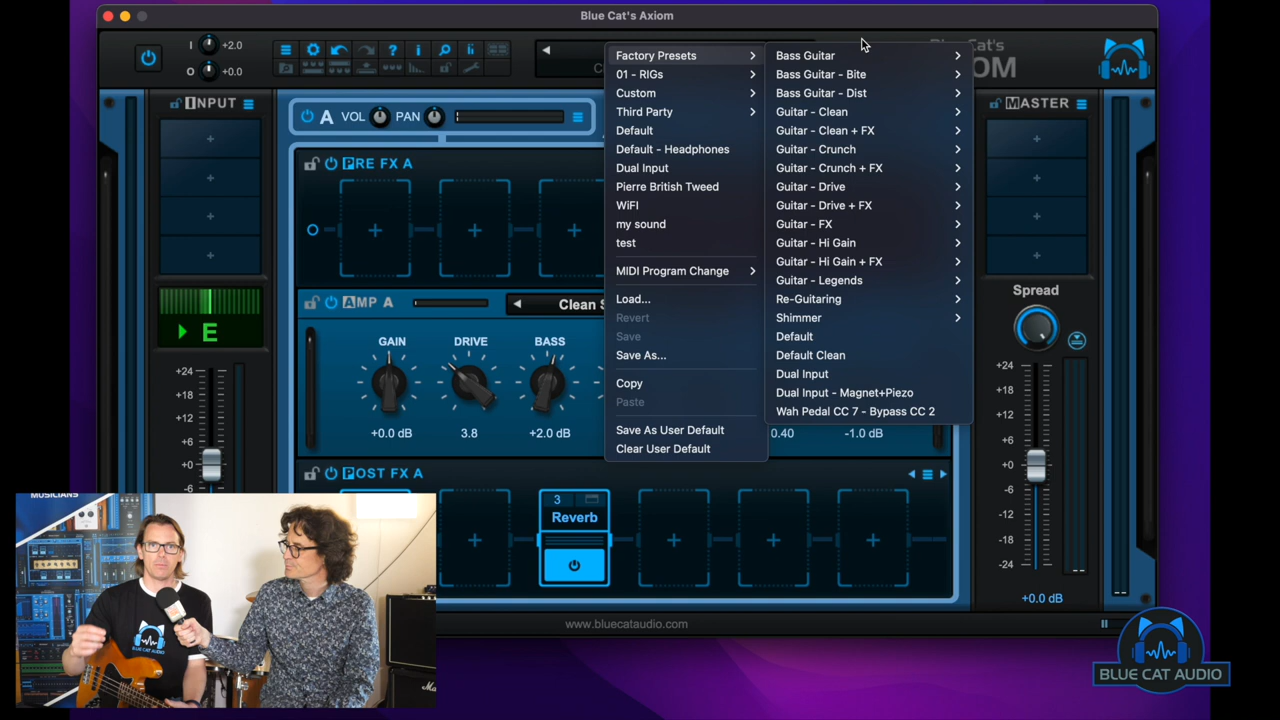 Blue Cat's Axiom
I +2.0
O +0.0
Blue Cat's
OM
C
INPUT
A VOL PAN
MASTER
PRE FX A
AMP A
Clean S
GAIN
DRIVE
BASS
+0.0 dB
3.8
+2.0 dB
0.40
-1.0 dB
POST FX A
3
Reverb
E
+24
+18
+12
+6
+0
-6
Spread
+24
+18
+12
+6
+0
-6
-12
-18
-24
+0.0 dB
Factory Presets
01 - RIGs
Custom
Third Party
Default
Default - Headphones
Dual Input
Pierre British Tweed
WiFI
my sound
test
MIDI Program Change
Load...
Revert
Save
Save As...
Copy
Paste
Save As User Default
Clear User Default
Bass Guitar
Bass Guitar - Bite
Bass Guitar - Dist
Guitar - Clean
Guitar - Clean + FX
Guitar - Crunch
Guitar - Crunch + FX
Guitar - Drive
Guitar - Drive + FX
Guitar - FX
Guitar - Hi Gain
Guitar - Hi Gain + FX
Guitar - Legends
Re-Guitaring
Shimmer
Default
Default Clean
Dual Input
Dual Input - Magnet+Piezo
Wah Pedal CC 7 - Bypass CC 2
www.bluecataudio.com
MUSICIANS
BLUE CAT
AUDIO
BLUE CAT AUDIO